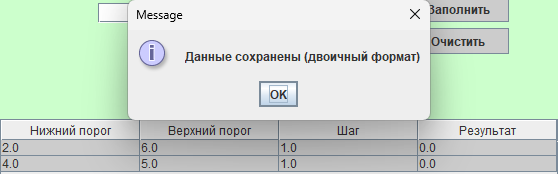 Message
Заполнить
Данные сохранены (двоичный формат)
Очистить
OK
Нижний порог Верхний порог Шаг Результат
2.0 6.0 1.0 0.0
4.0 5.0 1.0 0.0